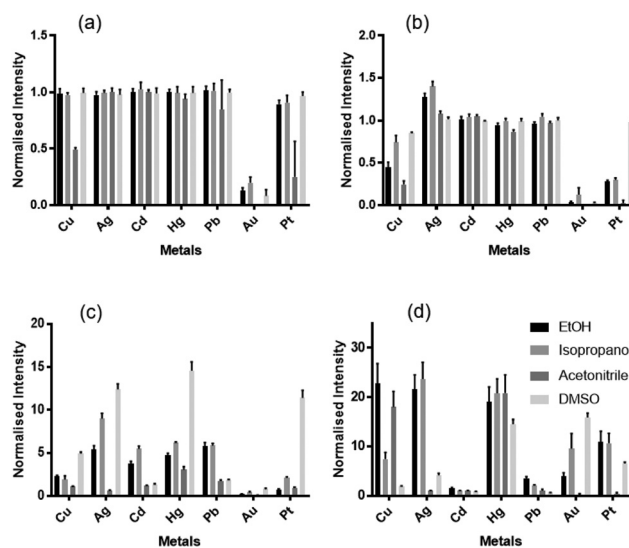 (a)
Normalised Intensity
1.5
1.0
0.5
0.0
Cu Ag Cd Hg Pb Au Pt
Metals
(b)
Normalised Intensity
2.0
1.5
1.0
0.5
0.0
Cu Ag Cd Hg Pb Au Pt
Metals
(c)
Normalised Intensity
20
15
10
5
0
Cu Ag Cd Hg Pb Au Pt
Metals
(d)
Normalised Intensity
30
20
10
0
Cu Ag Cd Hg Pb Au Pt
Metals
EtOH
Isopropano
Acetonitrile
DMSO